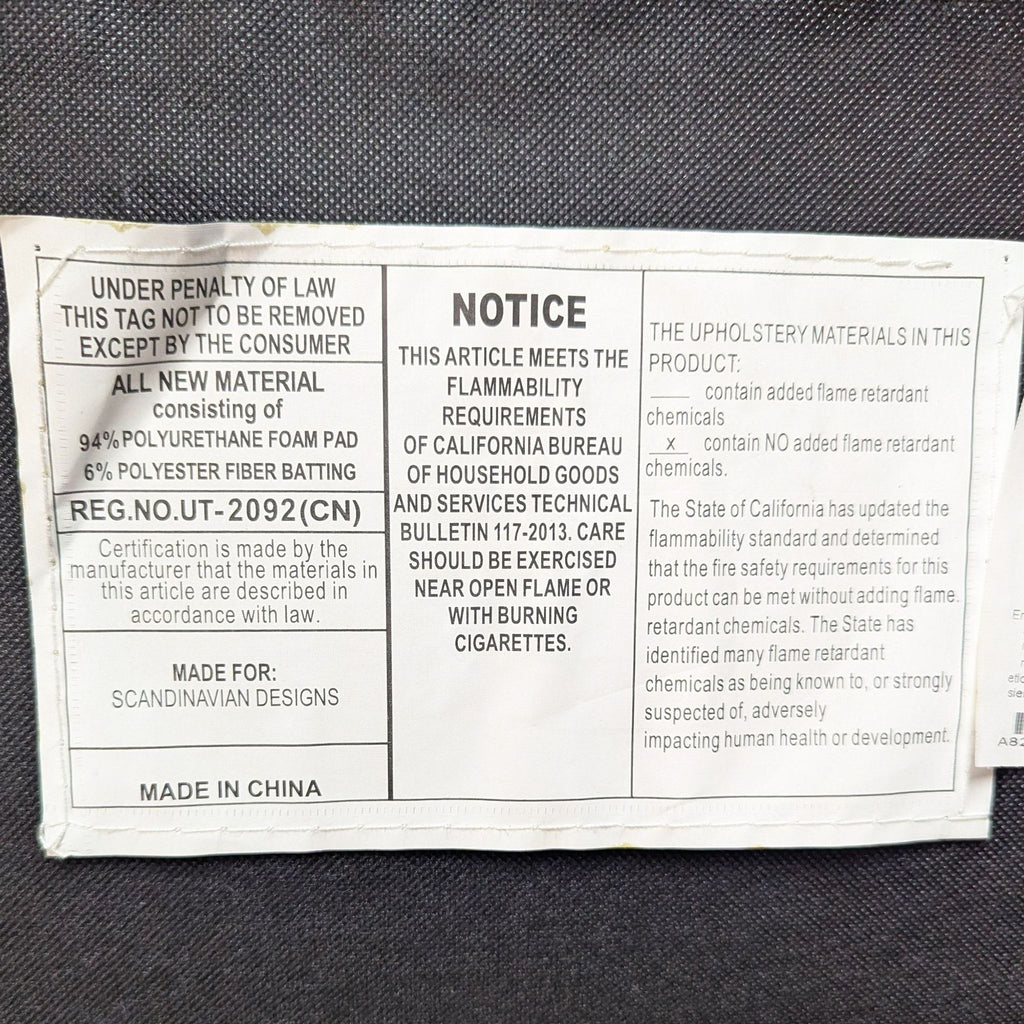 UNDER PENALTY OF LAW
THIS TAG NOT TO BE REMOVED
EXCEPT BY THE CONSUMER
ALL NEW MATERIAL
consisting of
94% POLYURETHANE FOAM PAD
6% POLYESTER FIBER BATTING
REG.NO.UT-2092(CN)
Certification is made by the
manufacturer that the materials in
this article are described in
accordance with law.
MADE FOR:
SCANDINAVIAN DESIGNS
MADE IN CHINA
NOTICE
THIS ARTICLE MEETS THE
FLAMMABILITY
REQUIREMENTS
OF CALIFORNIA BUREAU
OF HOUSEHOLD GOODS
AND SERVICES TECHNICAL
BULLETIN 117-2013. CARE
SHOULD BE EXERCISED
NEAR OPEN FLAME OR
WITH BURNING
CIGARETTES.
THE UPHOLSTERY MATERIALS IN THIS
PRODUCT:
____ contain added flame retardant
chemicals
__x__ contain NO added flame retardant
chemicals.
The State of California has updated the
flammability standard and determined
that the fire safety requirements for this
product can be met without adding flame.
retardant chemicals. The State has
identified many flame retardant
chemicals as being known to, or strongly
suspected of, adversely
impacting human health or development.